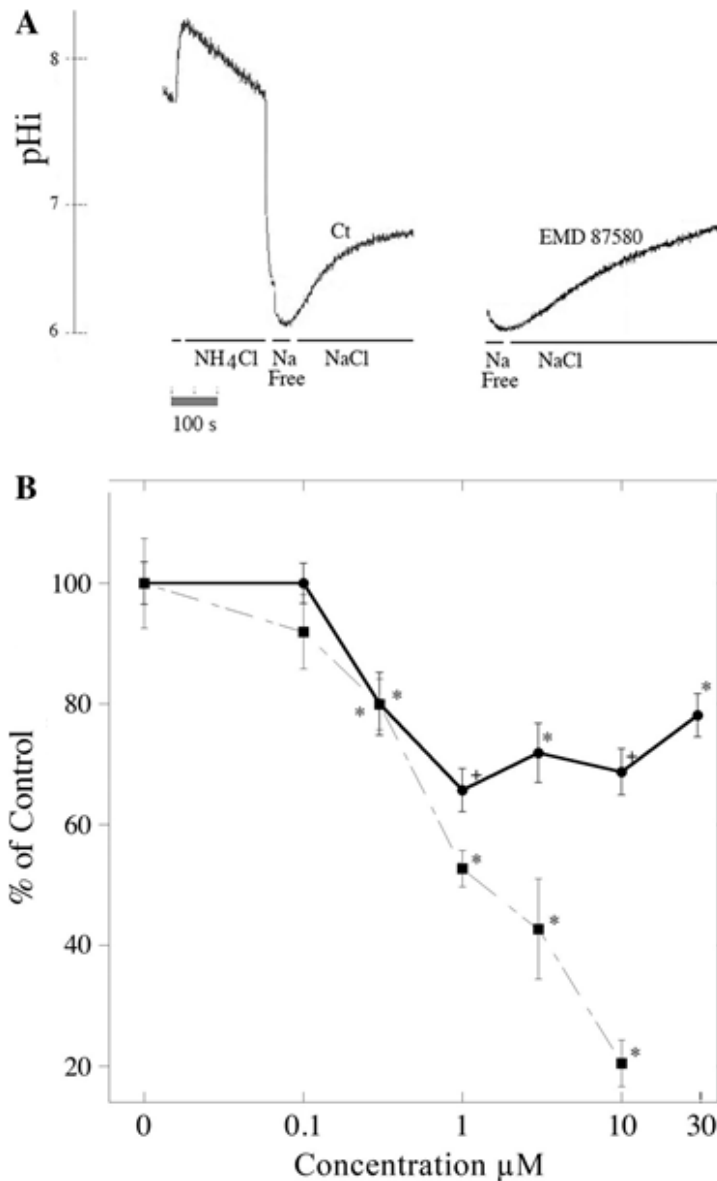 A
pHi
8
7
6
Ct
EMD 87580
NH4Cl Na Free NaCl
Na Free NaCl
100 s
B
% of Control
100
80
60
40
20
* *
+ * + *
* * *
0 0.1 1 10 30
Concentration µM